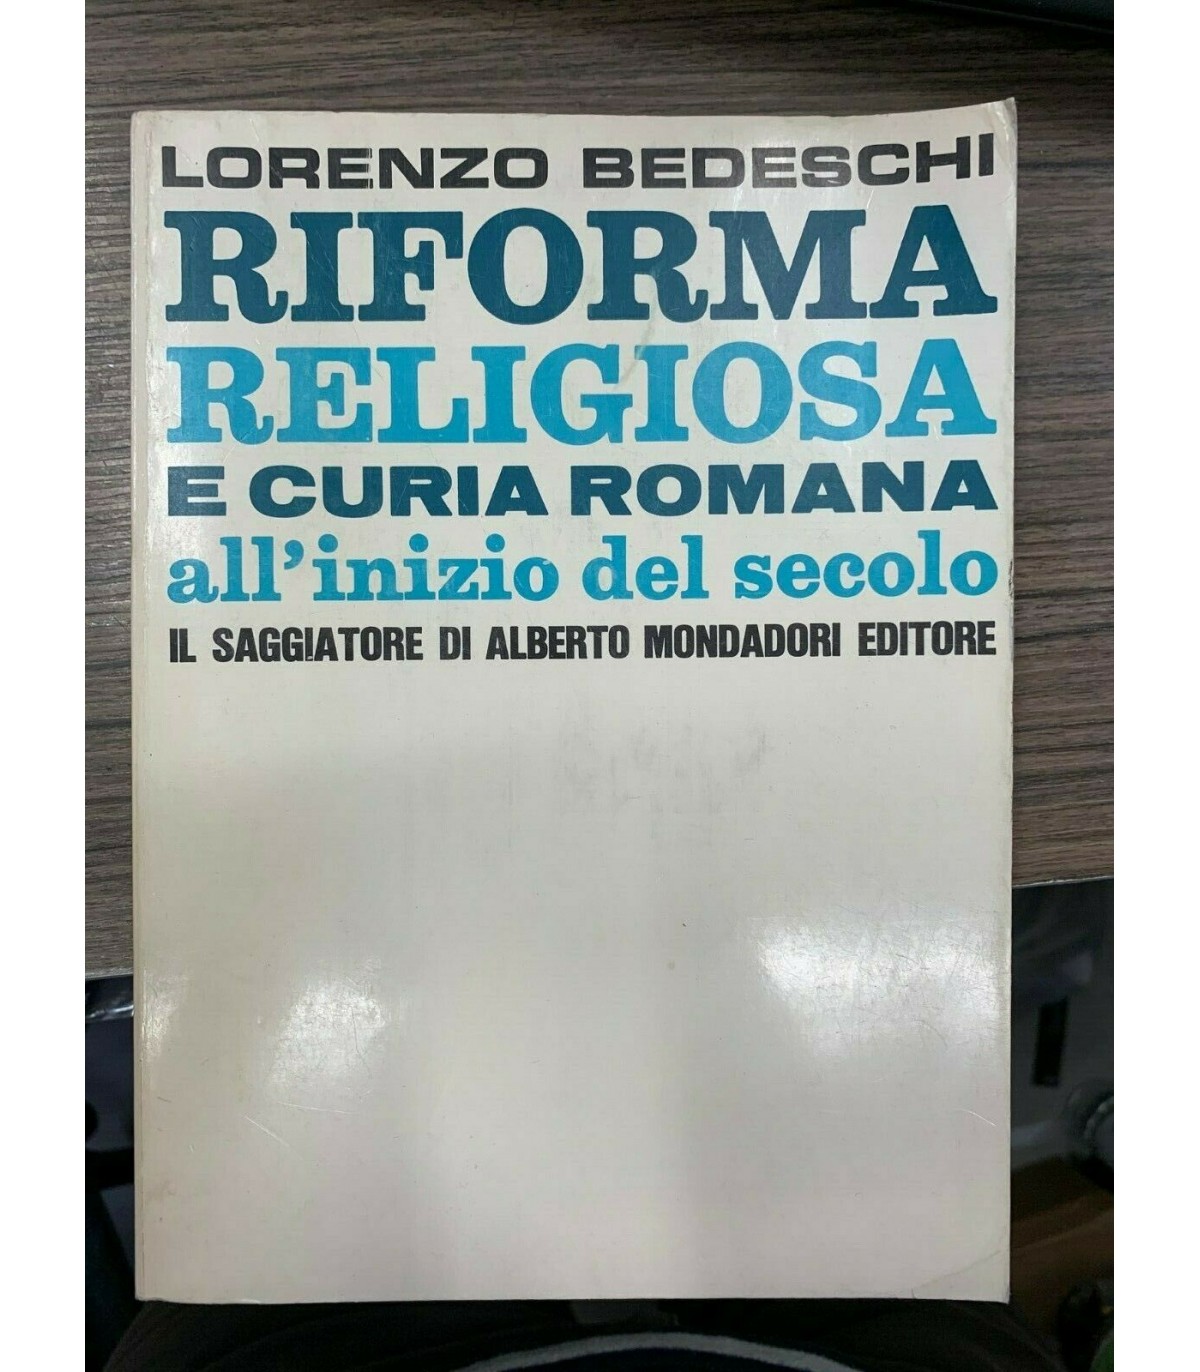 LORENZO BEDESCHI
RIFORMA
RELIGIOSA
E CURIA ROMANA
all'inizio del secolo
IL SAGGIATORE DI ALBERTO MONDADORI EDITORE